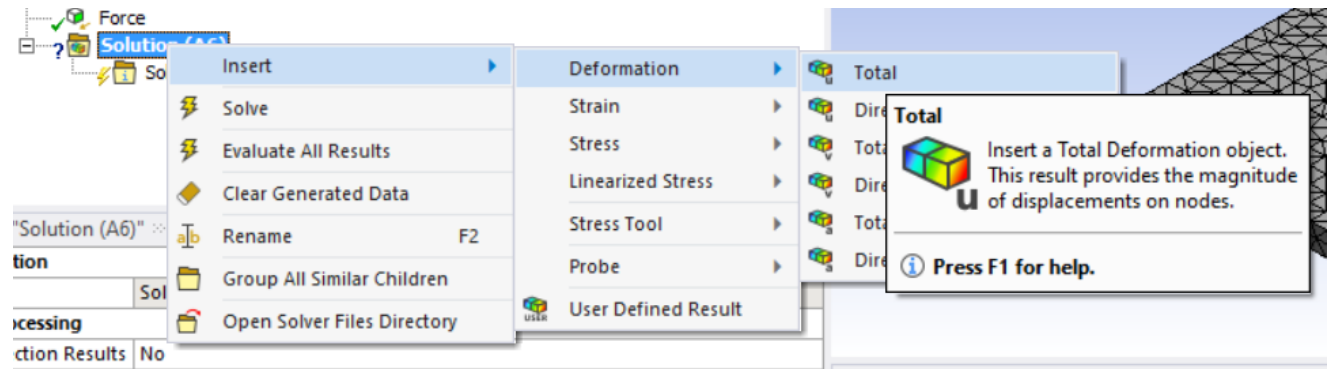 Force
Solution (A6)
So
Insert
Solve
Evaluate All Results
Clear Generated Data
Rename F2
Group All Similar Children
Open Solver Files Directory
Deformation
Strain
Stress
Linearized Stress
Stress Tool
Probe
User Defined Result
Total
Dire
Tota
Dire
Tota
Dire
Total
Insert a Total Deformation object.
This result provides the magnitude
of displacements on nodes.
Press F1 for help.
"Solution (A6)"
tion
Sol
ocessing
ction Results No